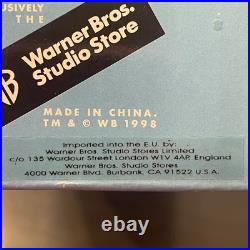 USIVELY
THE
WB
Warner Bros.
Studio Store
MADE IN CHINA.
TM & © WB 1998
Imported into the E.U. by:
Warner Bros. Studio Stores Limited
c/o 135 Wardour Street London W1V 4AP, England
Warner Bros. Studio Stores
4000 Warner Blvd. Burbank, CA 91522 U.S.A.